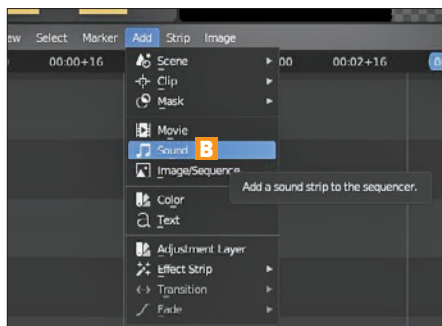 ew Select Marker Add Strip Image
00:00+16 00 00:02+16 0
Scene
Clip
Mask
Movie
Sound B
Image/Sequence
Add a sound strip to the sequencer.
Color
Text
Adjustment Layer
Effect Strip
Transition
Fade